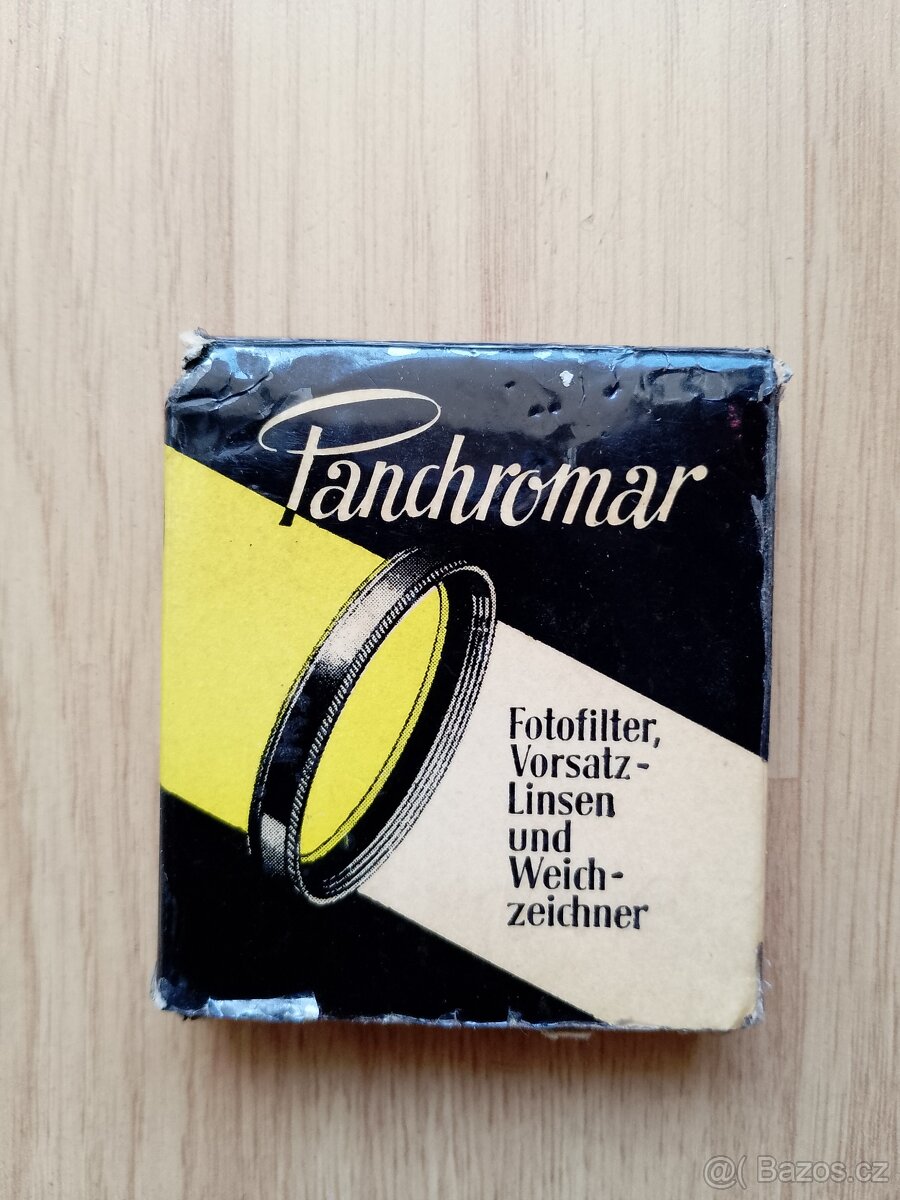 Panchromar
Fotofilter,
Vorsatz-
Linsen
und
Weich-
zeichner
@( Bazos.cz